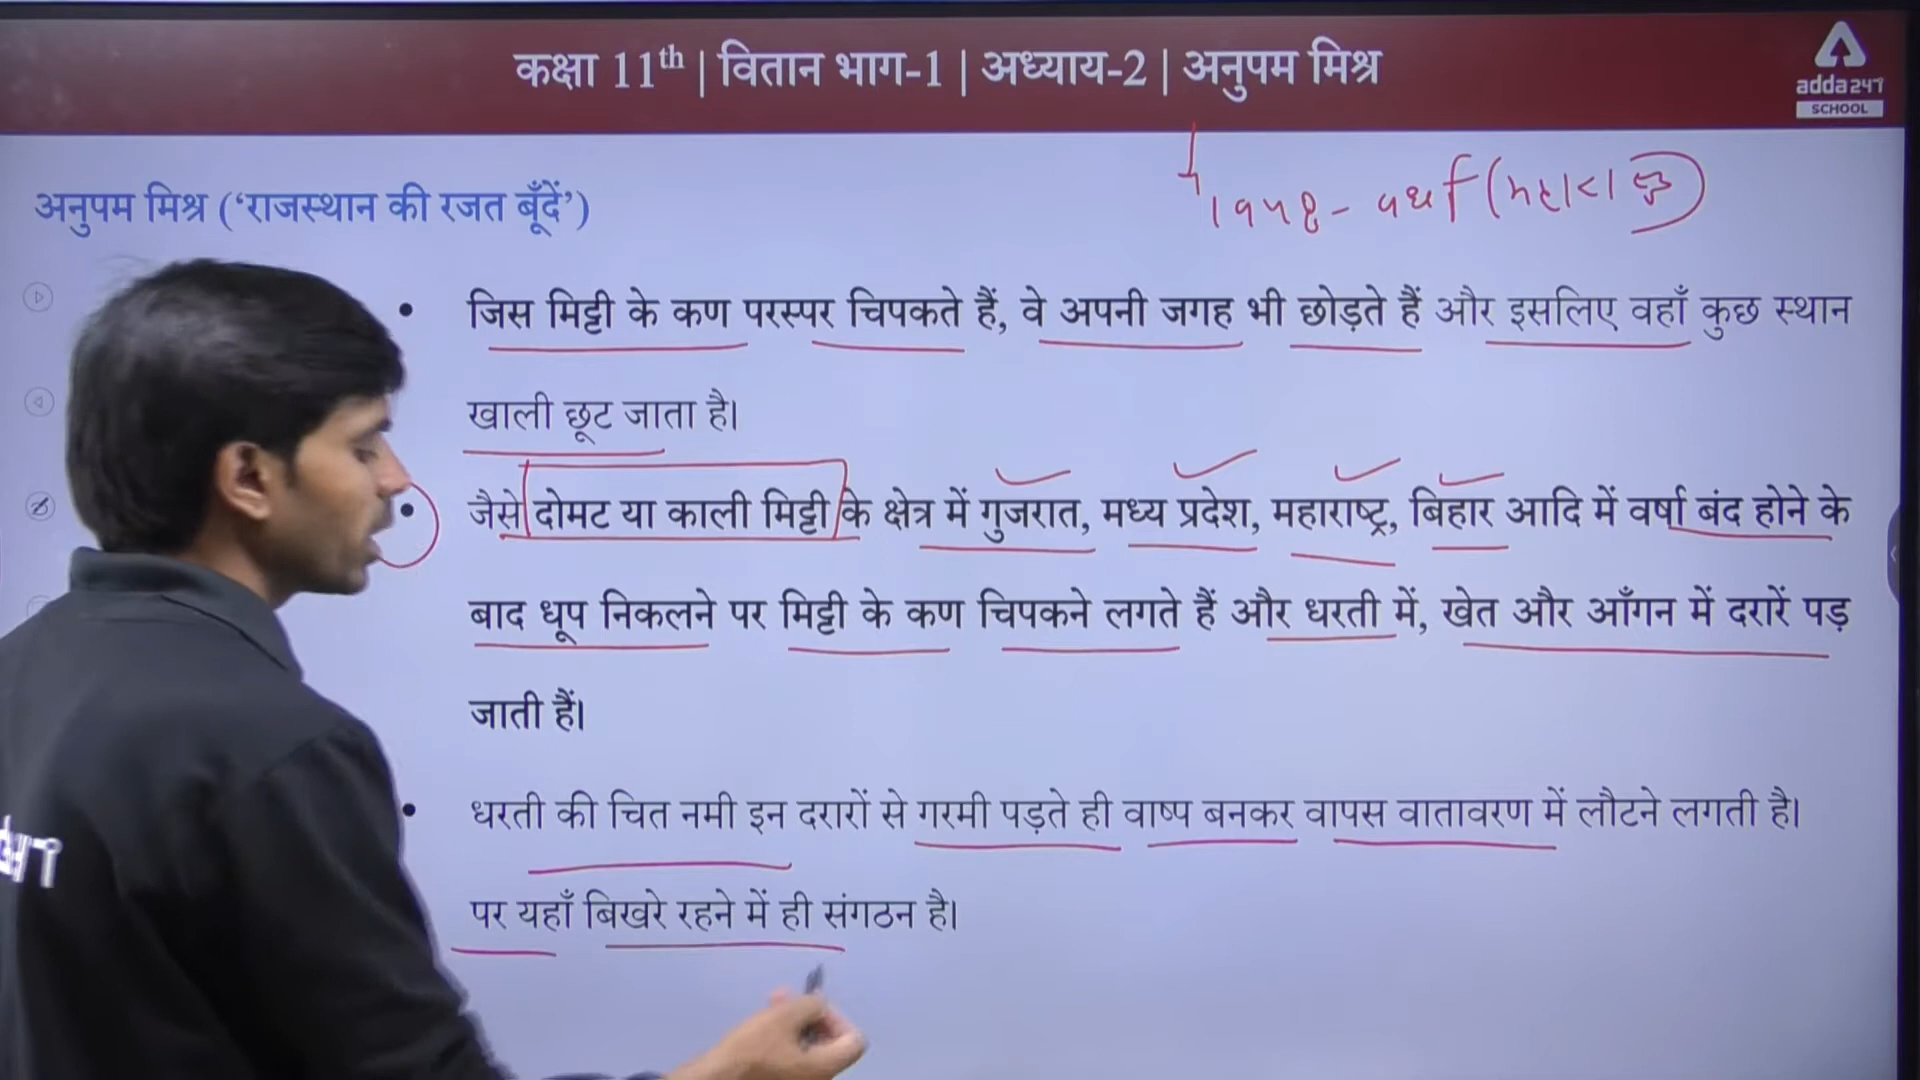 कक्षा 11th | वितान भाग-1 | अध्याय-2 | अनुपम मिश्र
adda247
SCHOOL
अनुपम मिश्र (‘राजस्थान की रजत बूँदें’)
जिस मिट्टी के कण परस्पर चिपकते हैं, वे अपनी जगह भी छोड़ते हैं और इसलिए वहाँ कुछ स्थान
खाली छूट जाता है।
जैसे दोमट या काली मिट्टी के क्षेत्र में गुजरात, मध्य प्रदेश, महाराष्ट्र, बिहार आदि में वर्षा बंद होने के
बाद धूप निकलने पर मिट्टी के कण चिपकने लगते हैं और धरती में, खेत और आँगन में दरारें पड़
जाती हैं।
धरती की चित नमी इन दरारों से गरमी पड़ते ही वाष्प बनकर वापस वातावरण में लौटने लगती है।
पर यहाँ बिखरे रहने में ही संगठन है।